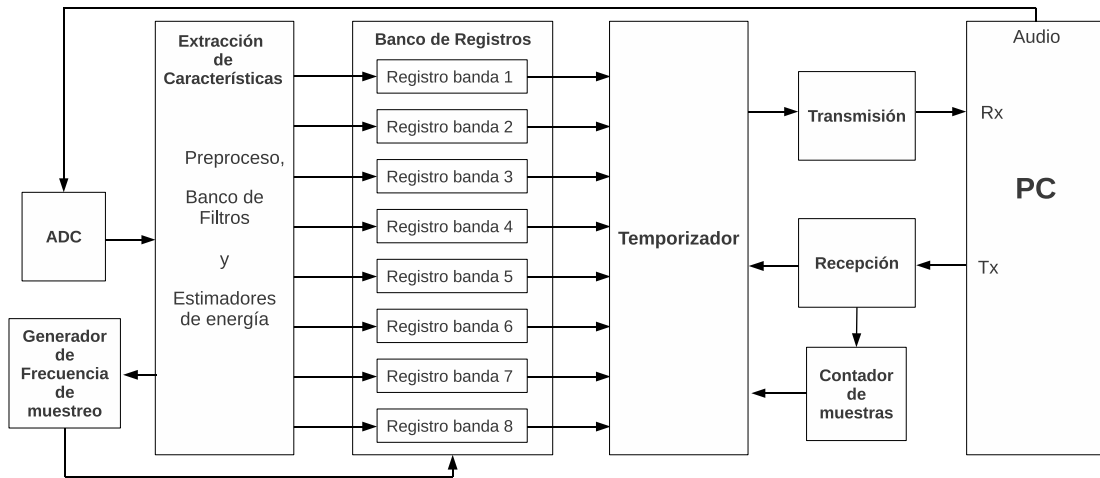 Extracción
de
Características
Preproceso,
Banco de
Filtros
y
Estimadores
de energía
Banco de Registros
Registro banda 1
Registro banda 2
Registro banda 3
Registro banda 4
Registro banda 5
Registro banda 6
Registro banda 7
Registro banda 8
ADC
Generador
de
Frecuencia
de
muestreo
Temporizador
Transmisión
Recepción
Contador
de
muestras
Audio
Rx
PC
Tx